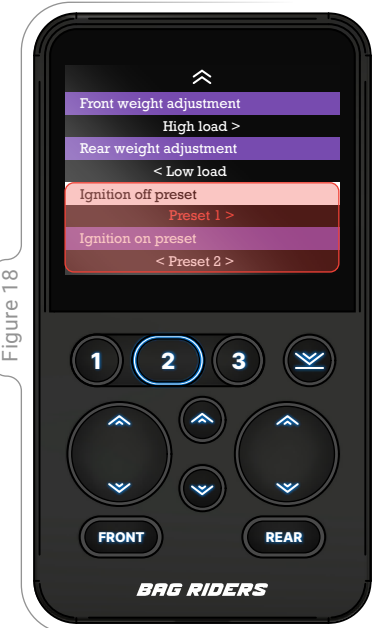 Figure 18
Front weight adjustment
High load >
Rear weight adjustment
< Low load
Ignition off preset
Preset 1 >
Ignition on preset
< Preset 2 >
1 2 3
FRONT REAR
BAG RIDERS